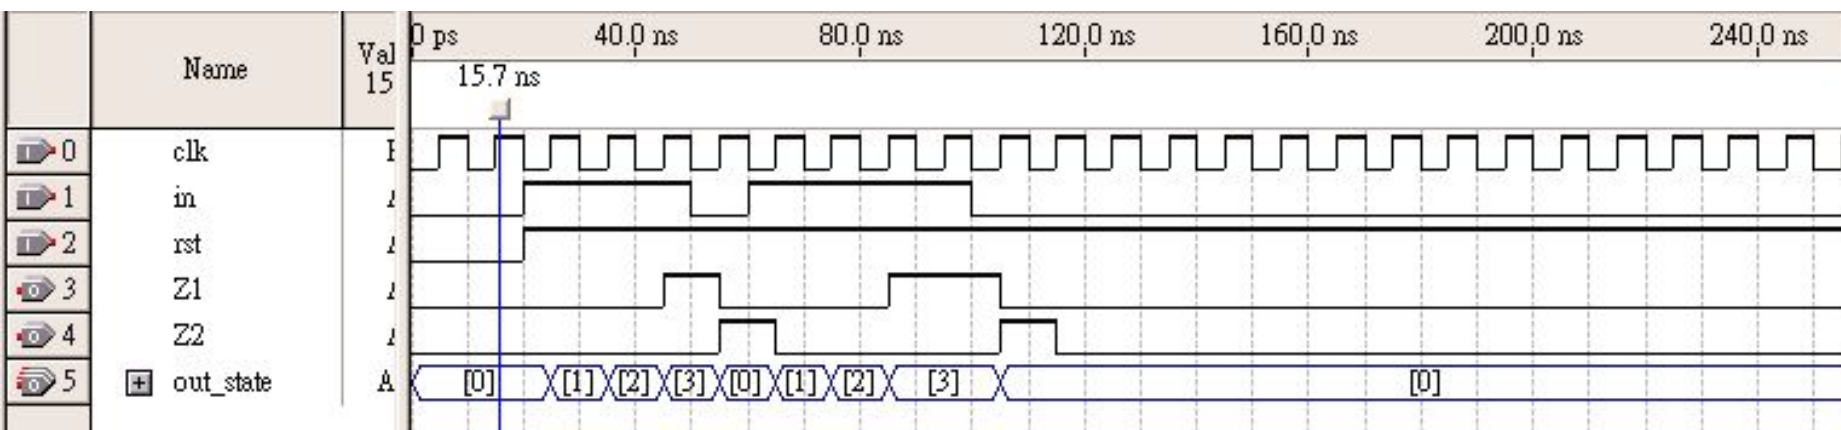 0 ps 40.0 ns 80.0 ns 120.0 ns 160.0 ns 200.0 ns 240.0 ns
Name Val 15
15.7 ns
0 clk
1 in
2 rst
3 Z1
4 Z2
5 out_state A [0] [1] [2] [3] [0] [1] [2] [3] [0]